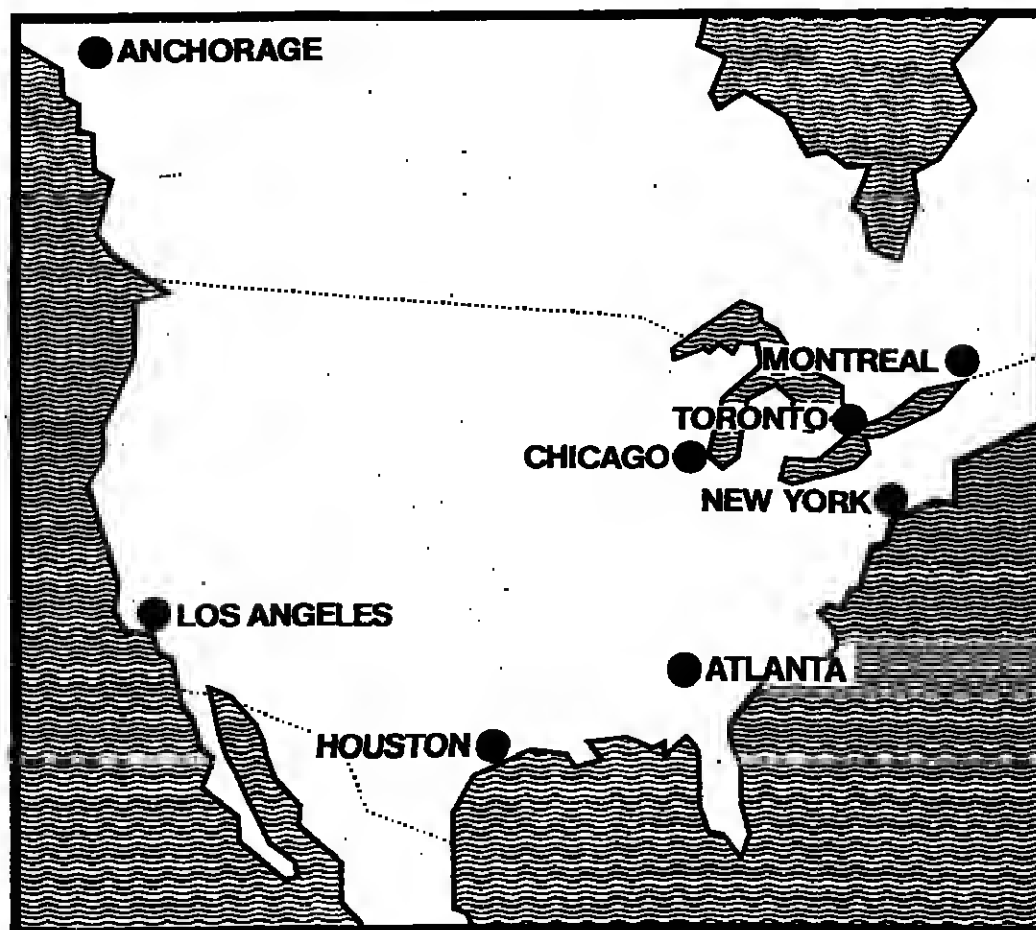 ANCHORAGE
MONTREAL
TORONTO
CHICAGO
NEW YORK
LOS ANGELES
ATLANTA
HOUSTON